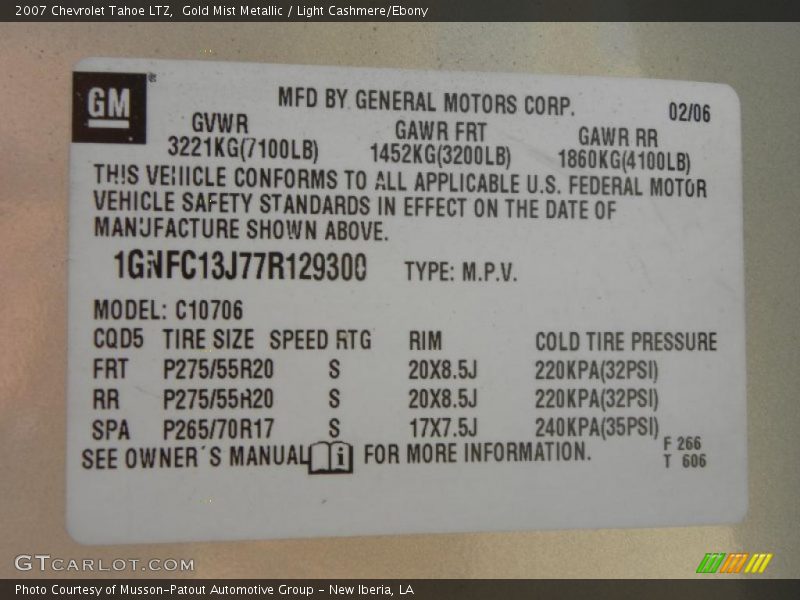 2007 Chevrolet Tahoe LTZ,  Gold Mist Metallic / Light Cashmere/Ebony
GM ®
MFD BY GENERAL MOTORS CORP.
02/06
GVWR GAWR FRT GAWR RR
3221KG(7100LB) 1452KG(3200LB) 1860KG(4100LB)
THIS VEHICLE CONFORMS TO ALL APPLICABLE U.S. FEDERAL MOTOR
VEHICLE SAFETY STANDARDS IN EFFECT ON THE DATE OF
MANUFACTURE SHOWN ABOVE.
1GNFC13J77R129300 TYPE: M.P.V.
MODEL: C10706
CQD5 TIRE SIZE SPEED RTG RIM COLD TIRE PRESSURE
FRT P275/55R20 S 20X8.5J 220KPA(32PSI)
RR P275/55R20 S 20X8.5J 220KPA(32PSI)
SPA P265/70R17 S 17X7.5J 240KPA(35PSI)
SEE OWNER´S MANUAL i FOR MORE INFORMATION.
F 266
T 606
GTCARLOT.COM
Photo Courtesy of Musson-Patout Automotive Group - New Iberia, LA